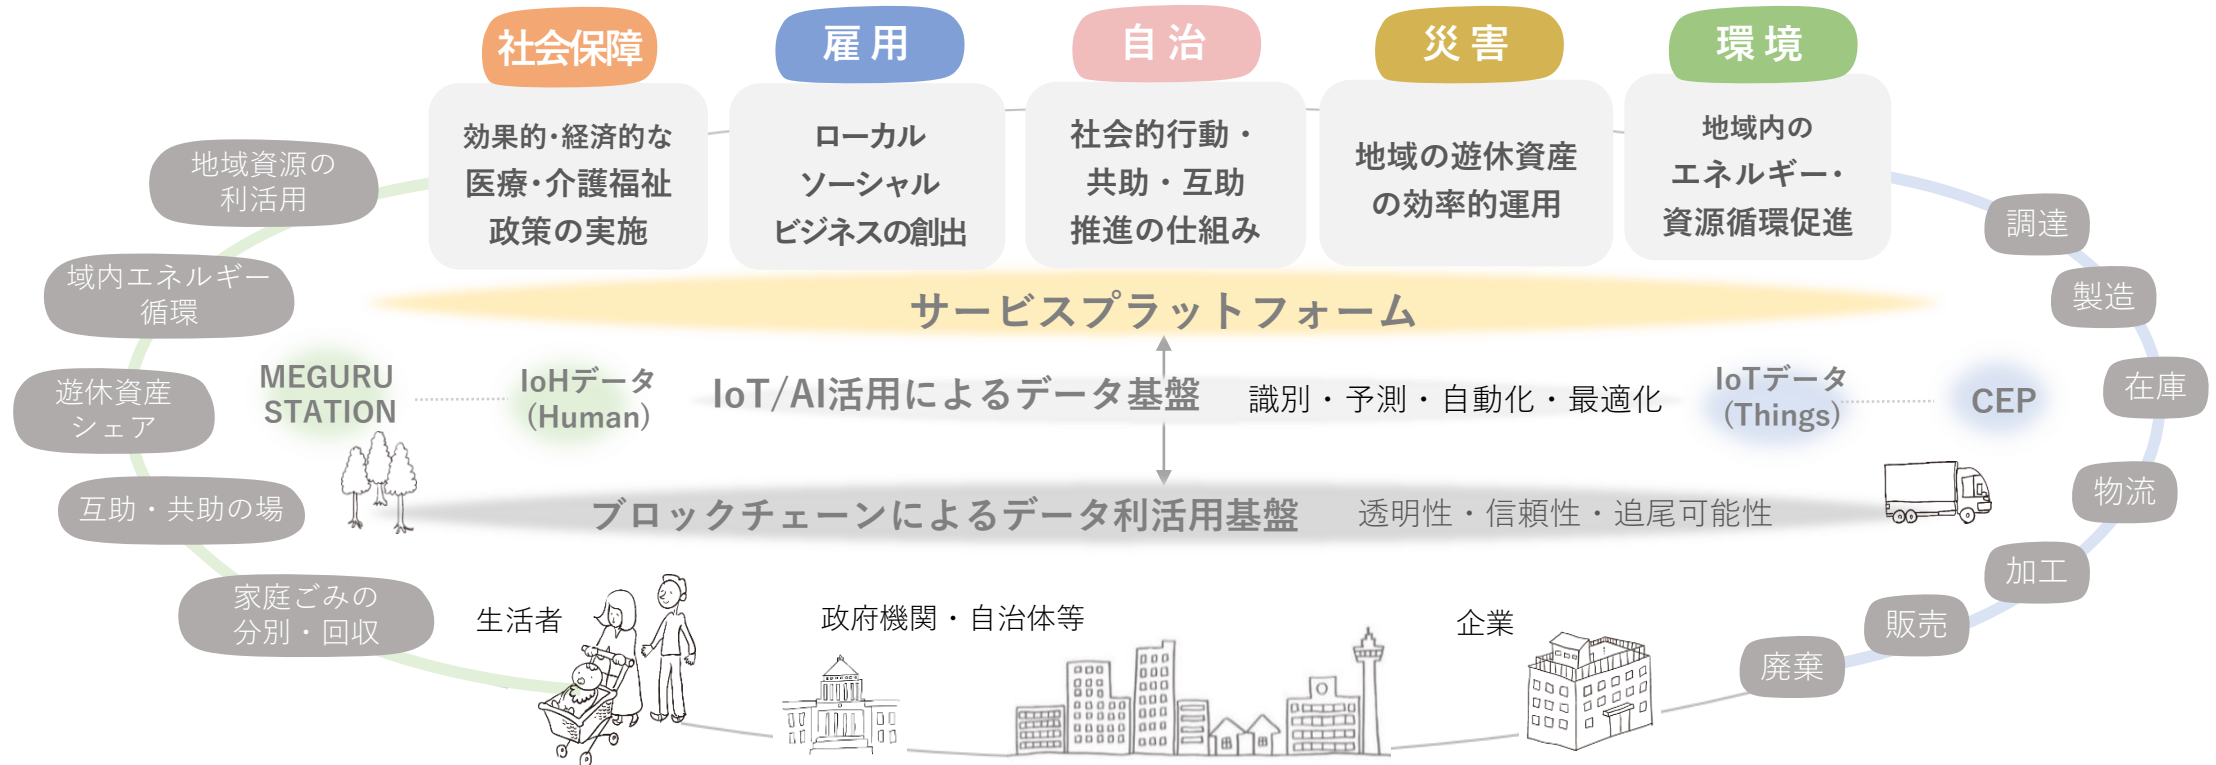 社会保障
雇用
自治
災害
環境
効果的･経済的な
医療･介護福祉
政策の実施
ローカル
ソーシャル
ビジネスの創出
社会的行動・
共助・互助
推進の仕組み
地域の遊休資産
の効率的運用
地域内の
エネルギー・
資源循環促進
地域資源の
利活用
域内エネルギー
循環
遊休資産
シェア
互助・共助の場
家庭ごみの
分別・回収
サービスプラットフォーム
MEGURU
STATION
IoHデータ
(Human)
IoT/AI活用によるデータ基盤
識別・予測・自動化・最適化
IoTデータ
(Things)
CEP
ブロックチェーンによるデータ利活用基盤
透明性・信頼性・追尾可能性
調達
製造
在庫
物流
加工
販売
廃棄
生活者
政府機関・自治体等
企業